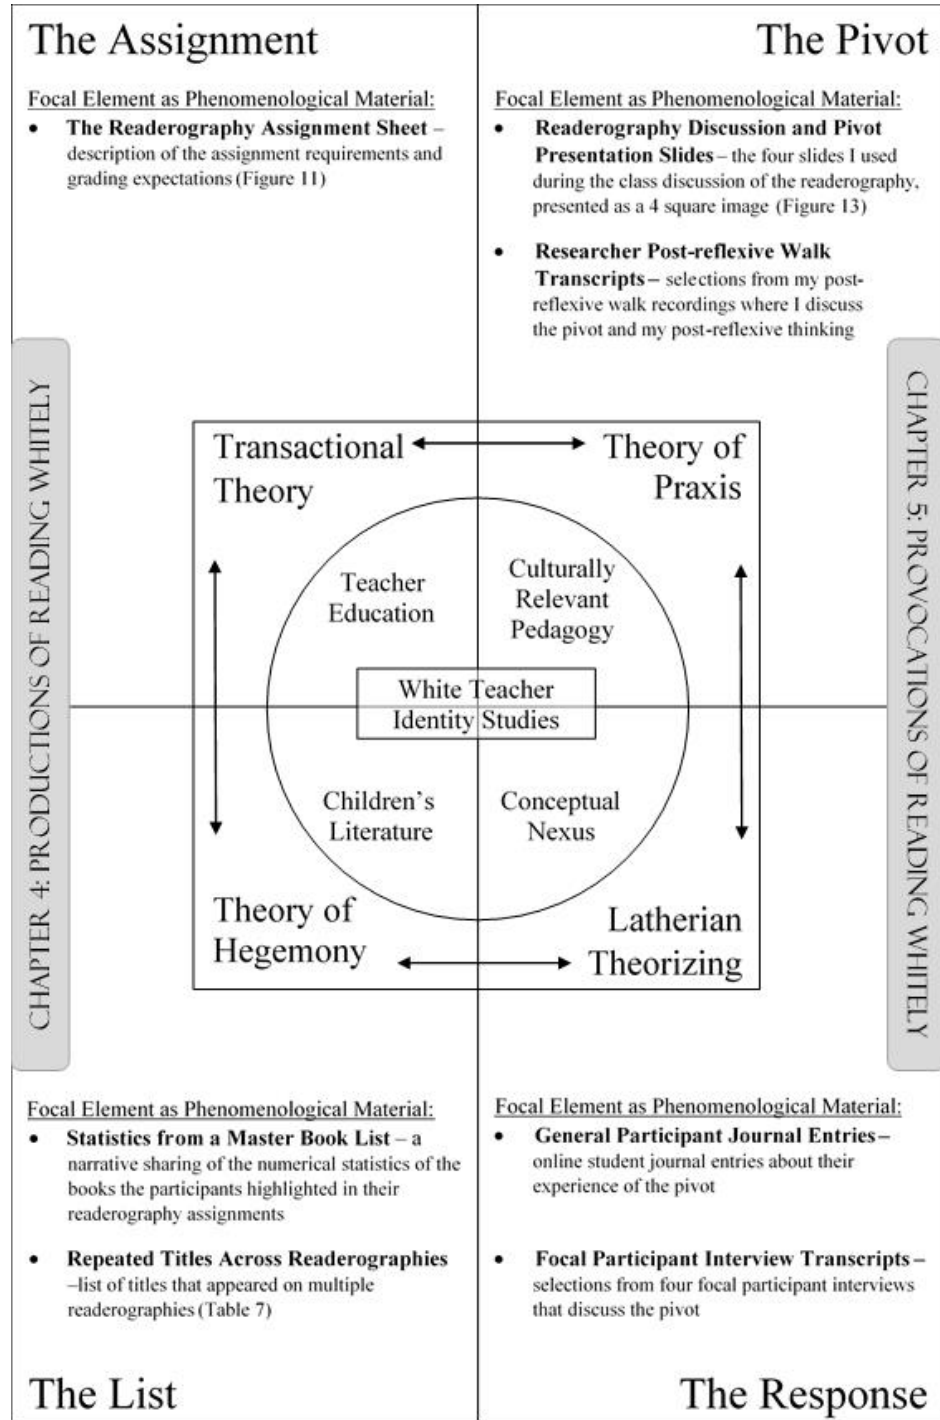 The Assignment
Focal Element as Phenomenological Material:
• The Readerography Assignment Sheet –
description of the assignment requirements and
grading expectations (Figure 11)
The Pivot
Focal Element as Phenomenological Material:
• Readerography Discussion and Pivot
Presentation Slides – the four slides I used
during the class discussion of the readerography,
presented as a 4 square image (Figure 13)
• Researcher Post-reflexive Walk
Transcripts – selections from my post-
reflexive walk recordings where I discuss
the pivot and my post-reflexive thinking
CHAPTER 4: PRODUCTIONS OF READING WHITELY
Transactional
Theory
Theory of
Praxis
Teacher
Education
Culturally
Relevant
Pedagogy
White Teacher
Identity Studies
Children's
Literature
Conceptual
Nexus
Theory of
Hegemony
Latherian
Theorizing
CHAPTER 5: PROVOCATIONS OF READING WHITELY
Focal Element as Phenomenological Material:
• Statistics from a Master Book List – a
narrative sharing of the numerical statistics of the
books the participants highlighted in their
readerography assignments
• Repeated Titles Across Readerographies
–list of titles that appeared on multiple
readerographies (Table 7)
The List
Focal Element as Phenomenological Material:
• General Participant Journal Entries –
online student journal entries about their
experience of the pivot
• Focal Participant Interview Transcripts –
selections from four focal participant interviews
that discuss the pivot
The Response